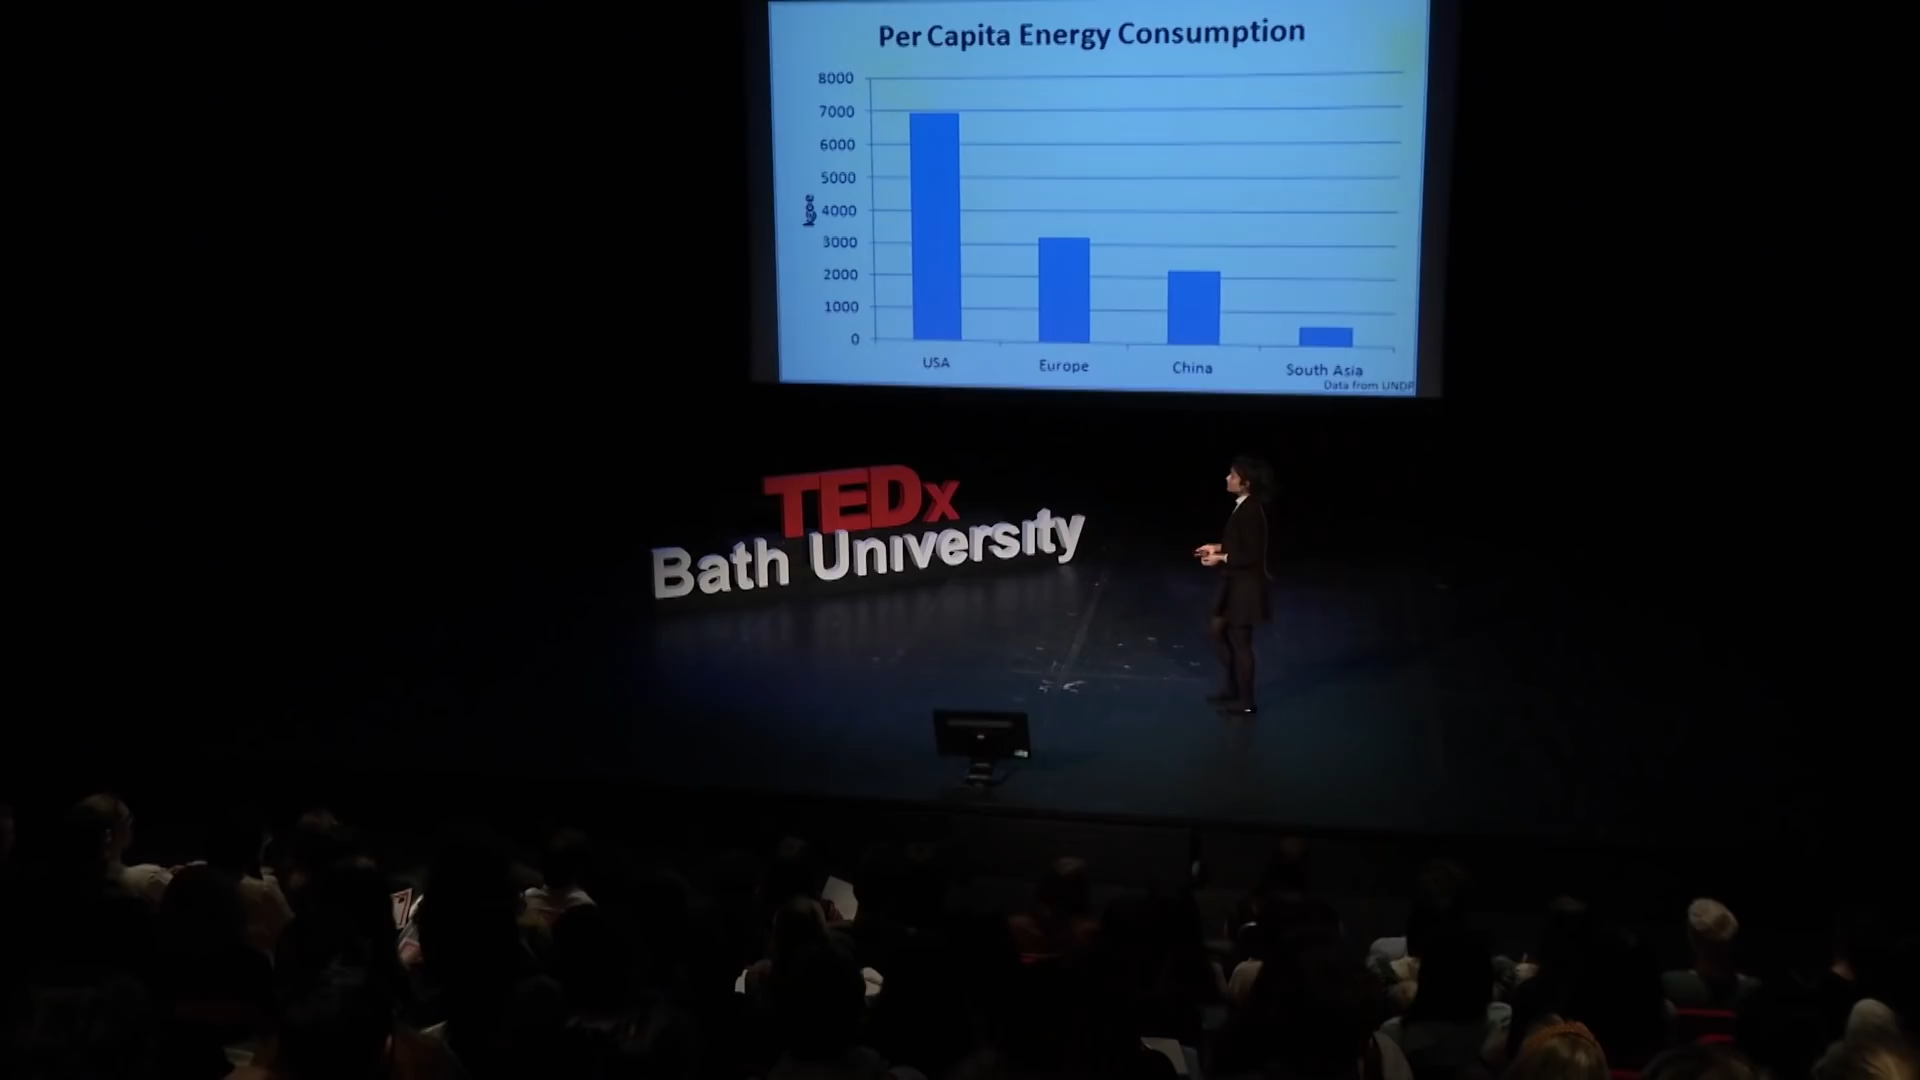 Per Capita Energy Consumption
8000
7000
6000
5000
4000
3000
2000
1000
0
kgoe
USA Europe China South Asia
Data from UNDP
TEDx
Bath University